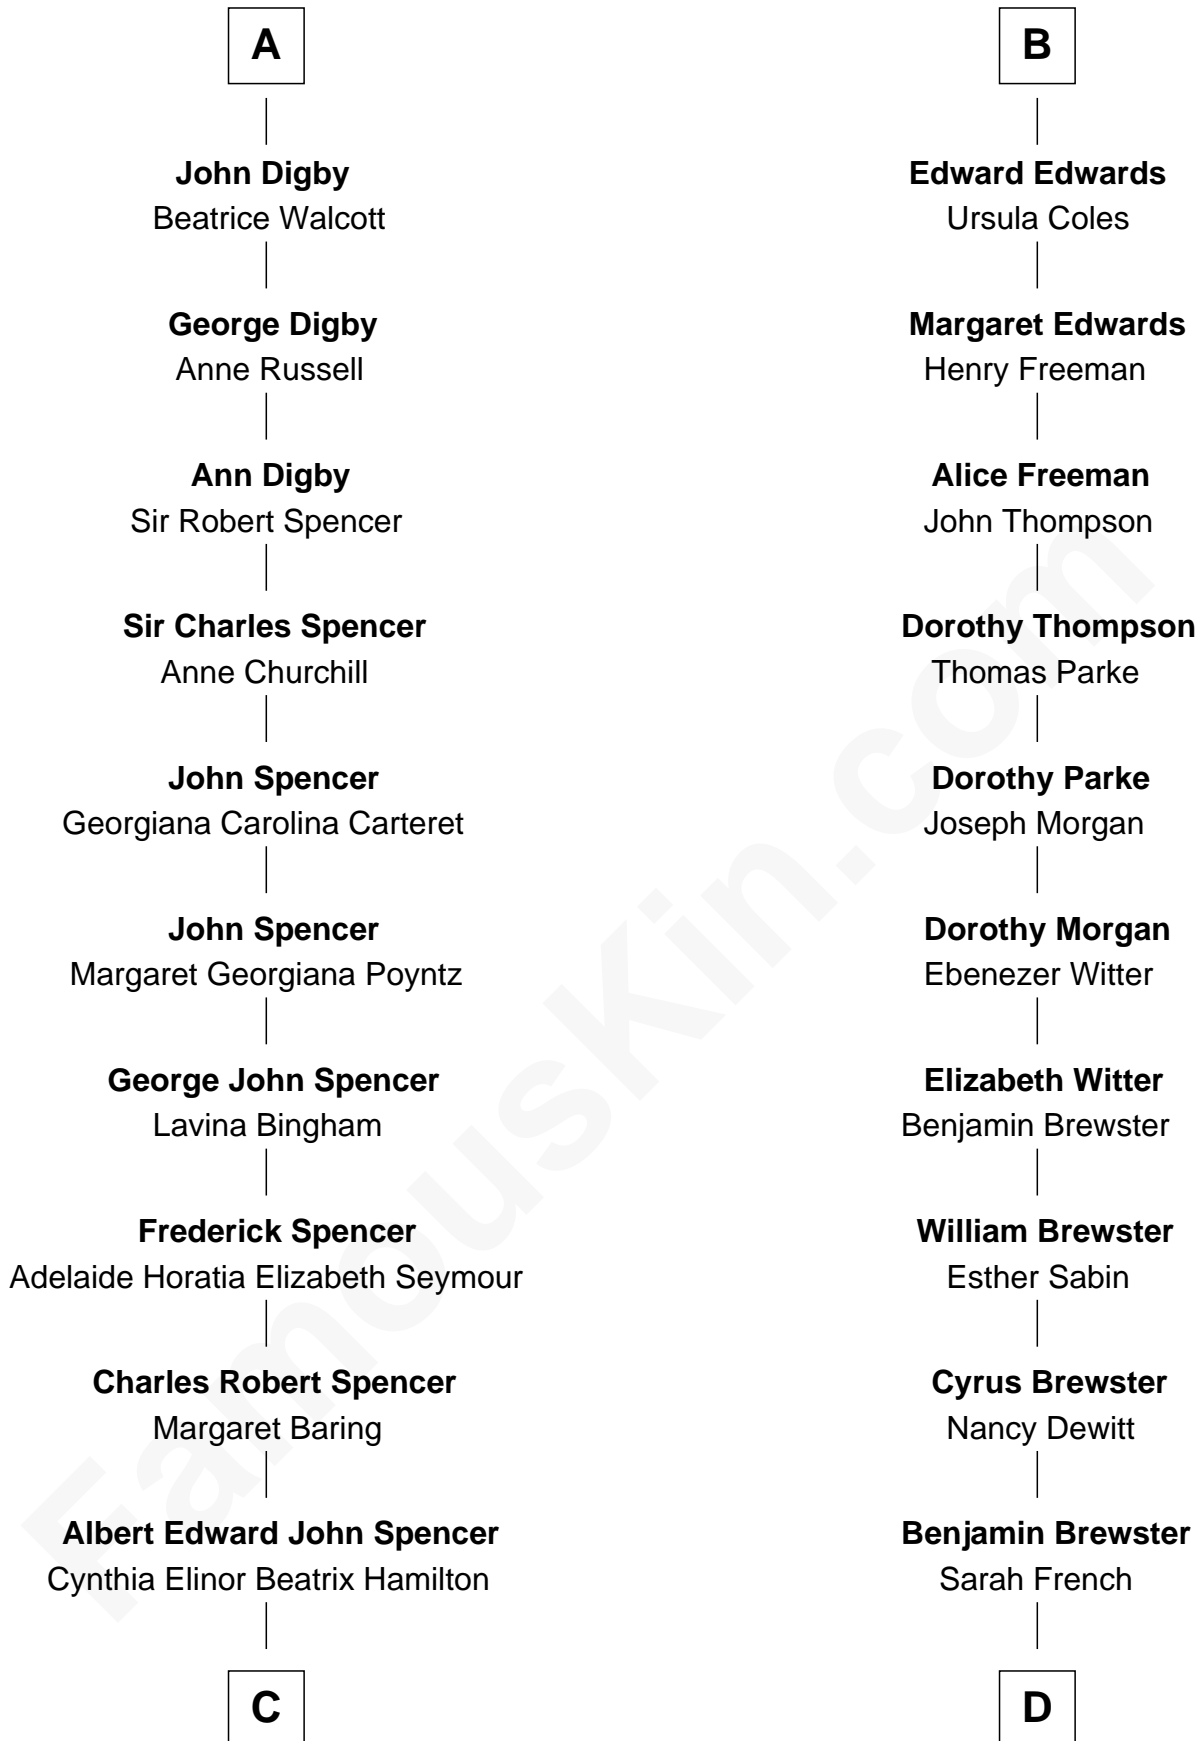 A
John Digby
Beatrice Walcott
George Digby
Anne Russell
Ann Digby
Sir Robert Spencer
Sir Charles Spencer
Anne Churchill
John Spencer
Georgiana Carolina Carteret
John Spencer
Margaret Georgiana Poyntz
George John Spencer
Lavina Bingham
Frederick Spencer
Adelaide Horatia Elizabeth Seymour
Charles Robert Spencer
Margaret Baring
Albert Edward John Spencer
Cynthia Elinor Beatrix Hamilton
C
B
Edward Edwards
Ursula Coles
Margaret Edwards
Henry Freeman
Alice Freeman
John Thompson
Dorothy Thompson
Thomas Parke
Dorothy Parke
Joseph Morgan
Dorothy Morgan
Ebenezer Witter
Elizabeth Witter
Benjamin Brewster
William Brewster
Esther Sabin
Cyrus Brewster
Nancy Dewitt
Benjamin Brewster
Sarah French
D
FamousKin.com